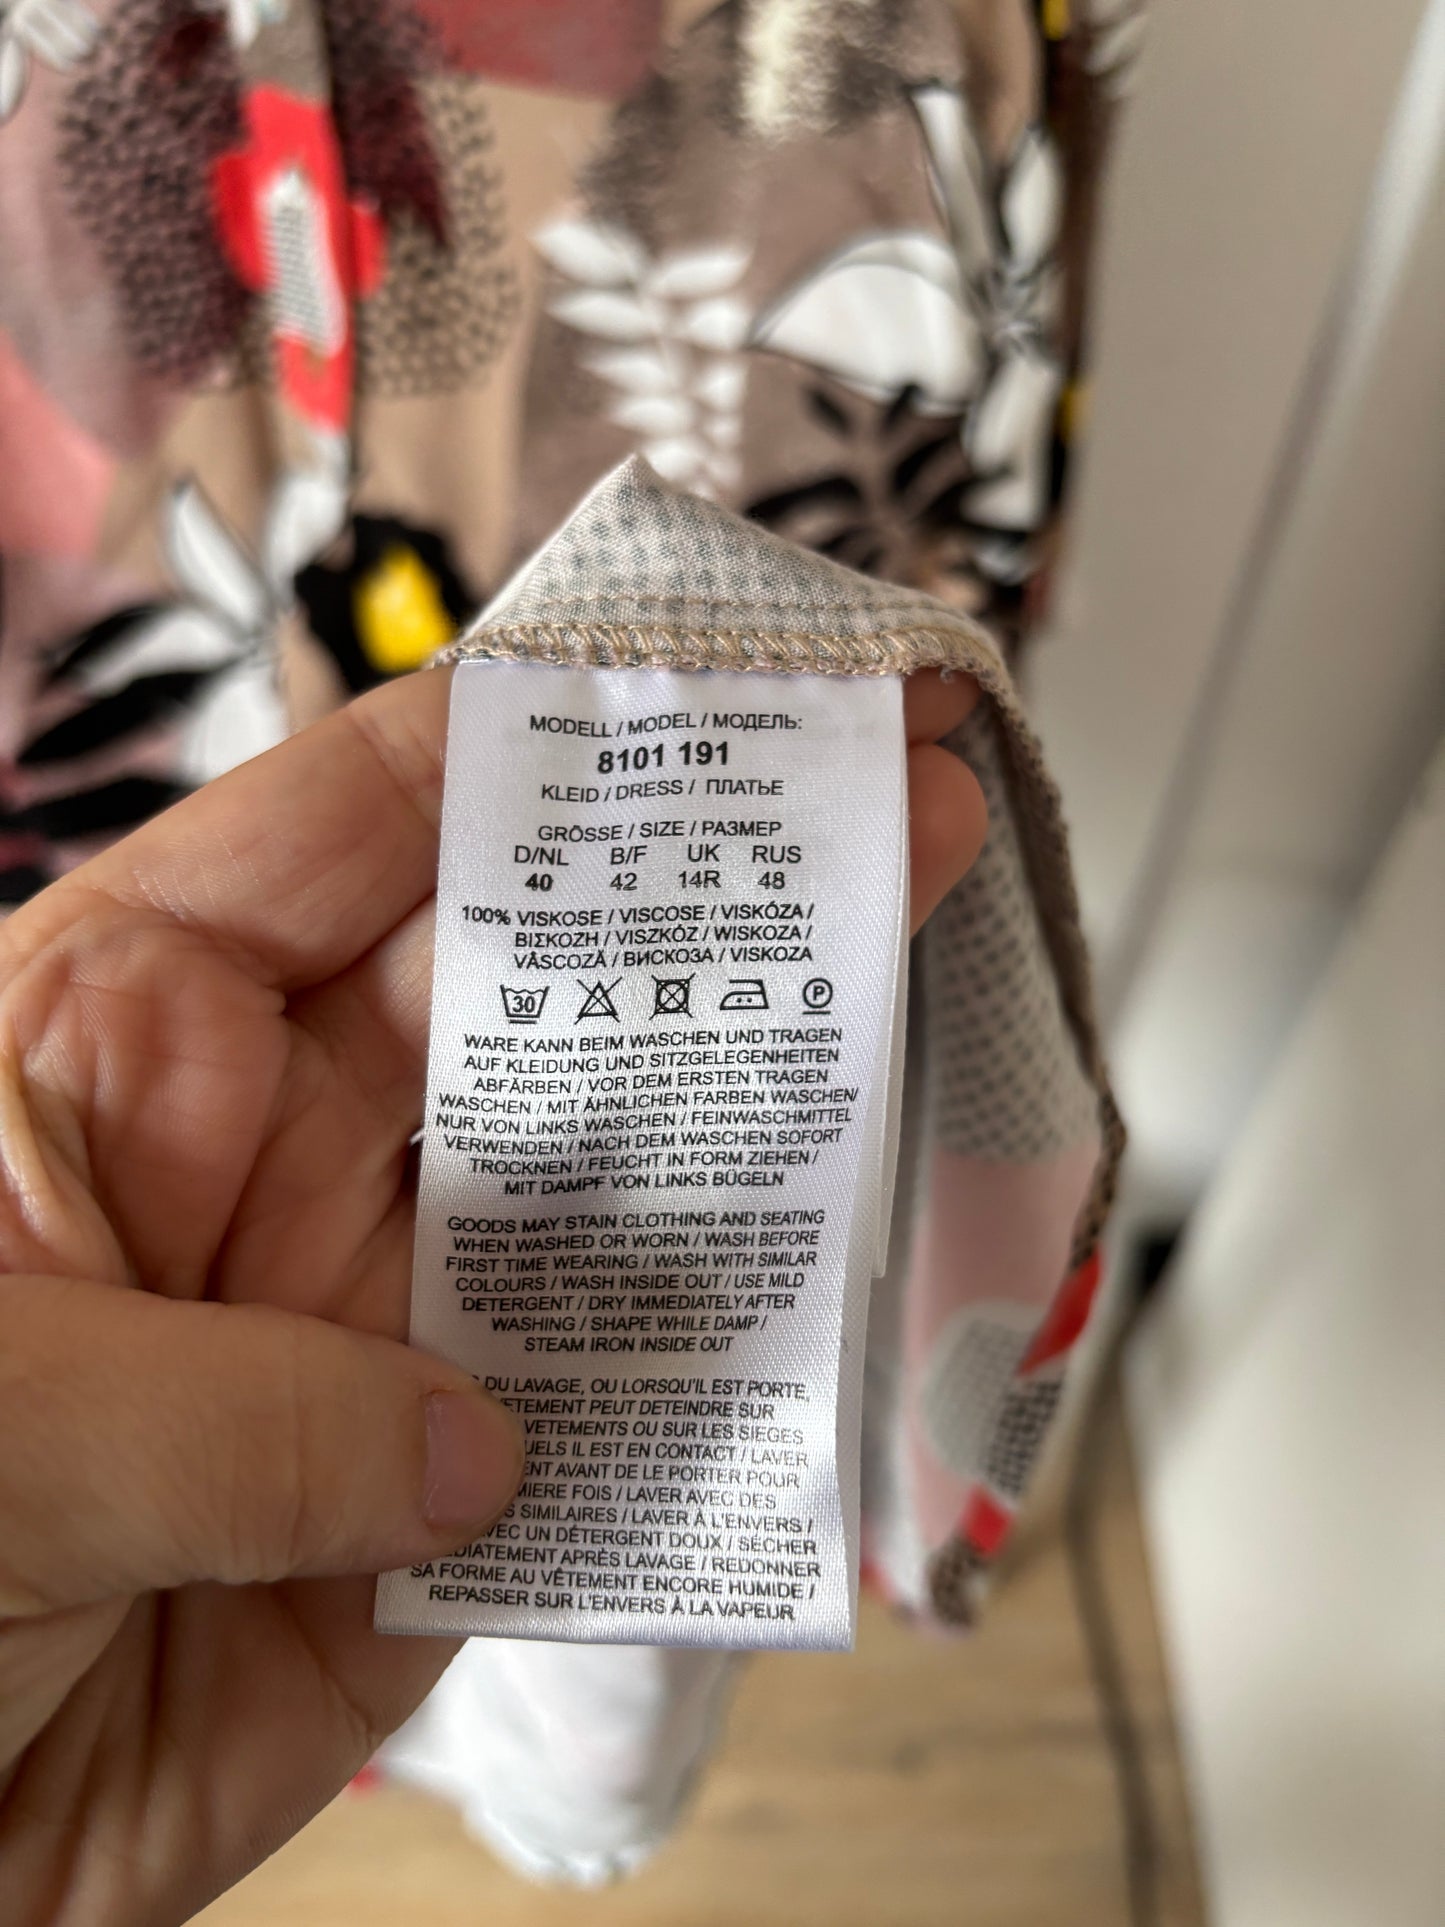 MODELL / MODEL / МОДЕЛЬ:
8101 191
KLEID / DRESS / ПЛАТЬЕ
GRÖSSE / SIZE / РАЗМЕР
D/NL B/F UK RUS
40 42 14R 48
100% VISKOSE / VISCOSE / VISKÓZA /
ΒΙΣΚΟΖΗ / VISZKÓZ / WISKOZA /
VÂSCOZĂ / ВИСКОЗА / VISKOZA
30 P
WARE KANN BEIM WASCHEN UND TRAGEN
AUF KLEIDUNG UND SITZGELEGENHEITEN
ABFÄRBEN / VOR DEM ERSTEN TRAGEN
WASCHEN / MIT ÄHNLICHEN FARBEN WASCHEN/
NUR VON LINKS WASCHEN / FEINWASCHMITTEL
VERWENDEN / NACH DEM WASCHEN SOFORT
TROCKNEN / FEUCHT IN FORM ZIEHEN /
MIT DAMPF VON LINKS BÜGELN
GOODS MAY STAIN CLOTHING AND SEATING
WHEN WASHED OR WORN / WASH BEFORE
FIRST TIME WEARING / WASH WITH SIMILAR
COLOURS / WASH INSIDE OUT / USE MILD
DETERGENT / DRY IMMEDIATELY AFTER
WASHING / SHAPE WHILE DAMP /
STEAM IRON INSIDE OUT
DU LAVAGE, OU LORSQU'IL EST PORTE,
PEUT DETEINDRE SUR
VETEMENTS OU SUR LES SIEGES
IL EST EN CONTACT / LAVER
AVANT DE LE PORTER POUR
FOIS / LAVER AVEC DES
SIMILAIRES / LAVER À L'ENVERS /
UN DÉTERGENT DOUX / SÉCHER
APRÈS LAVAGE / REDONNER
SA FORME AU VÊTEMENT ENCORE HUMIDE /
REPASSER SUR L'ENVERS À LA VAPEUR